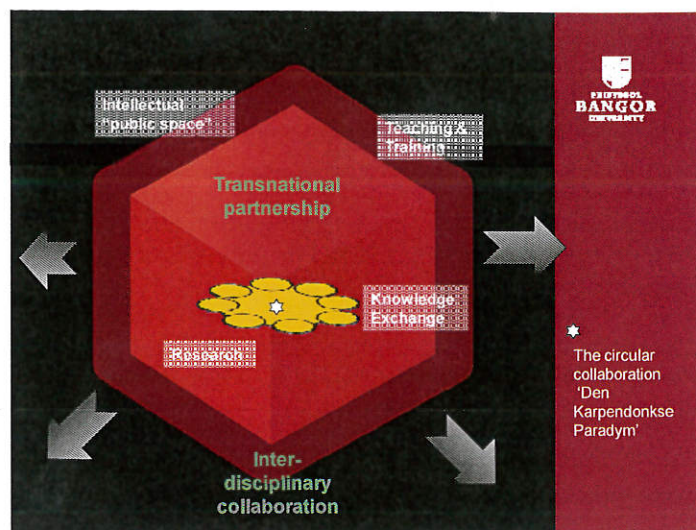 Intellectual
"public space"
Teaching &
Training
Transnational
partnership
Knowledge
Exchange
Research
Inter-
disciplinary
collaboration
PRIFYSGOL
BANGOR
UNIVERSITY
The circular
collaboration
'Den
Karpendonkse
Paradym'